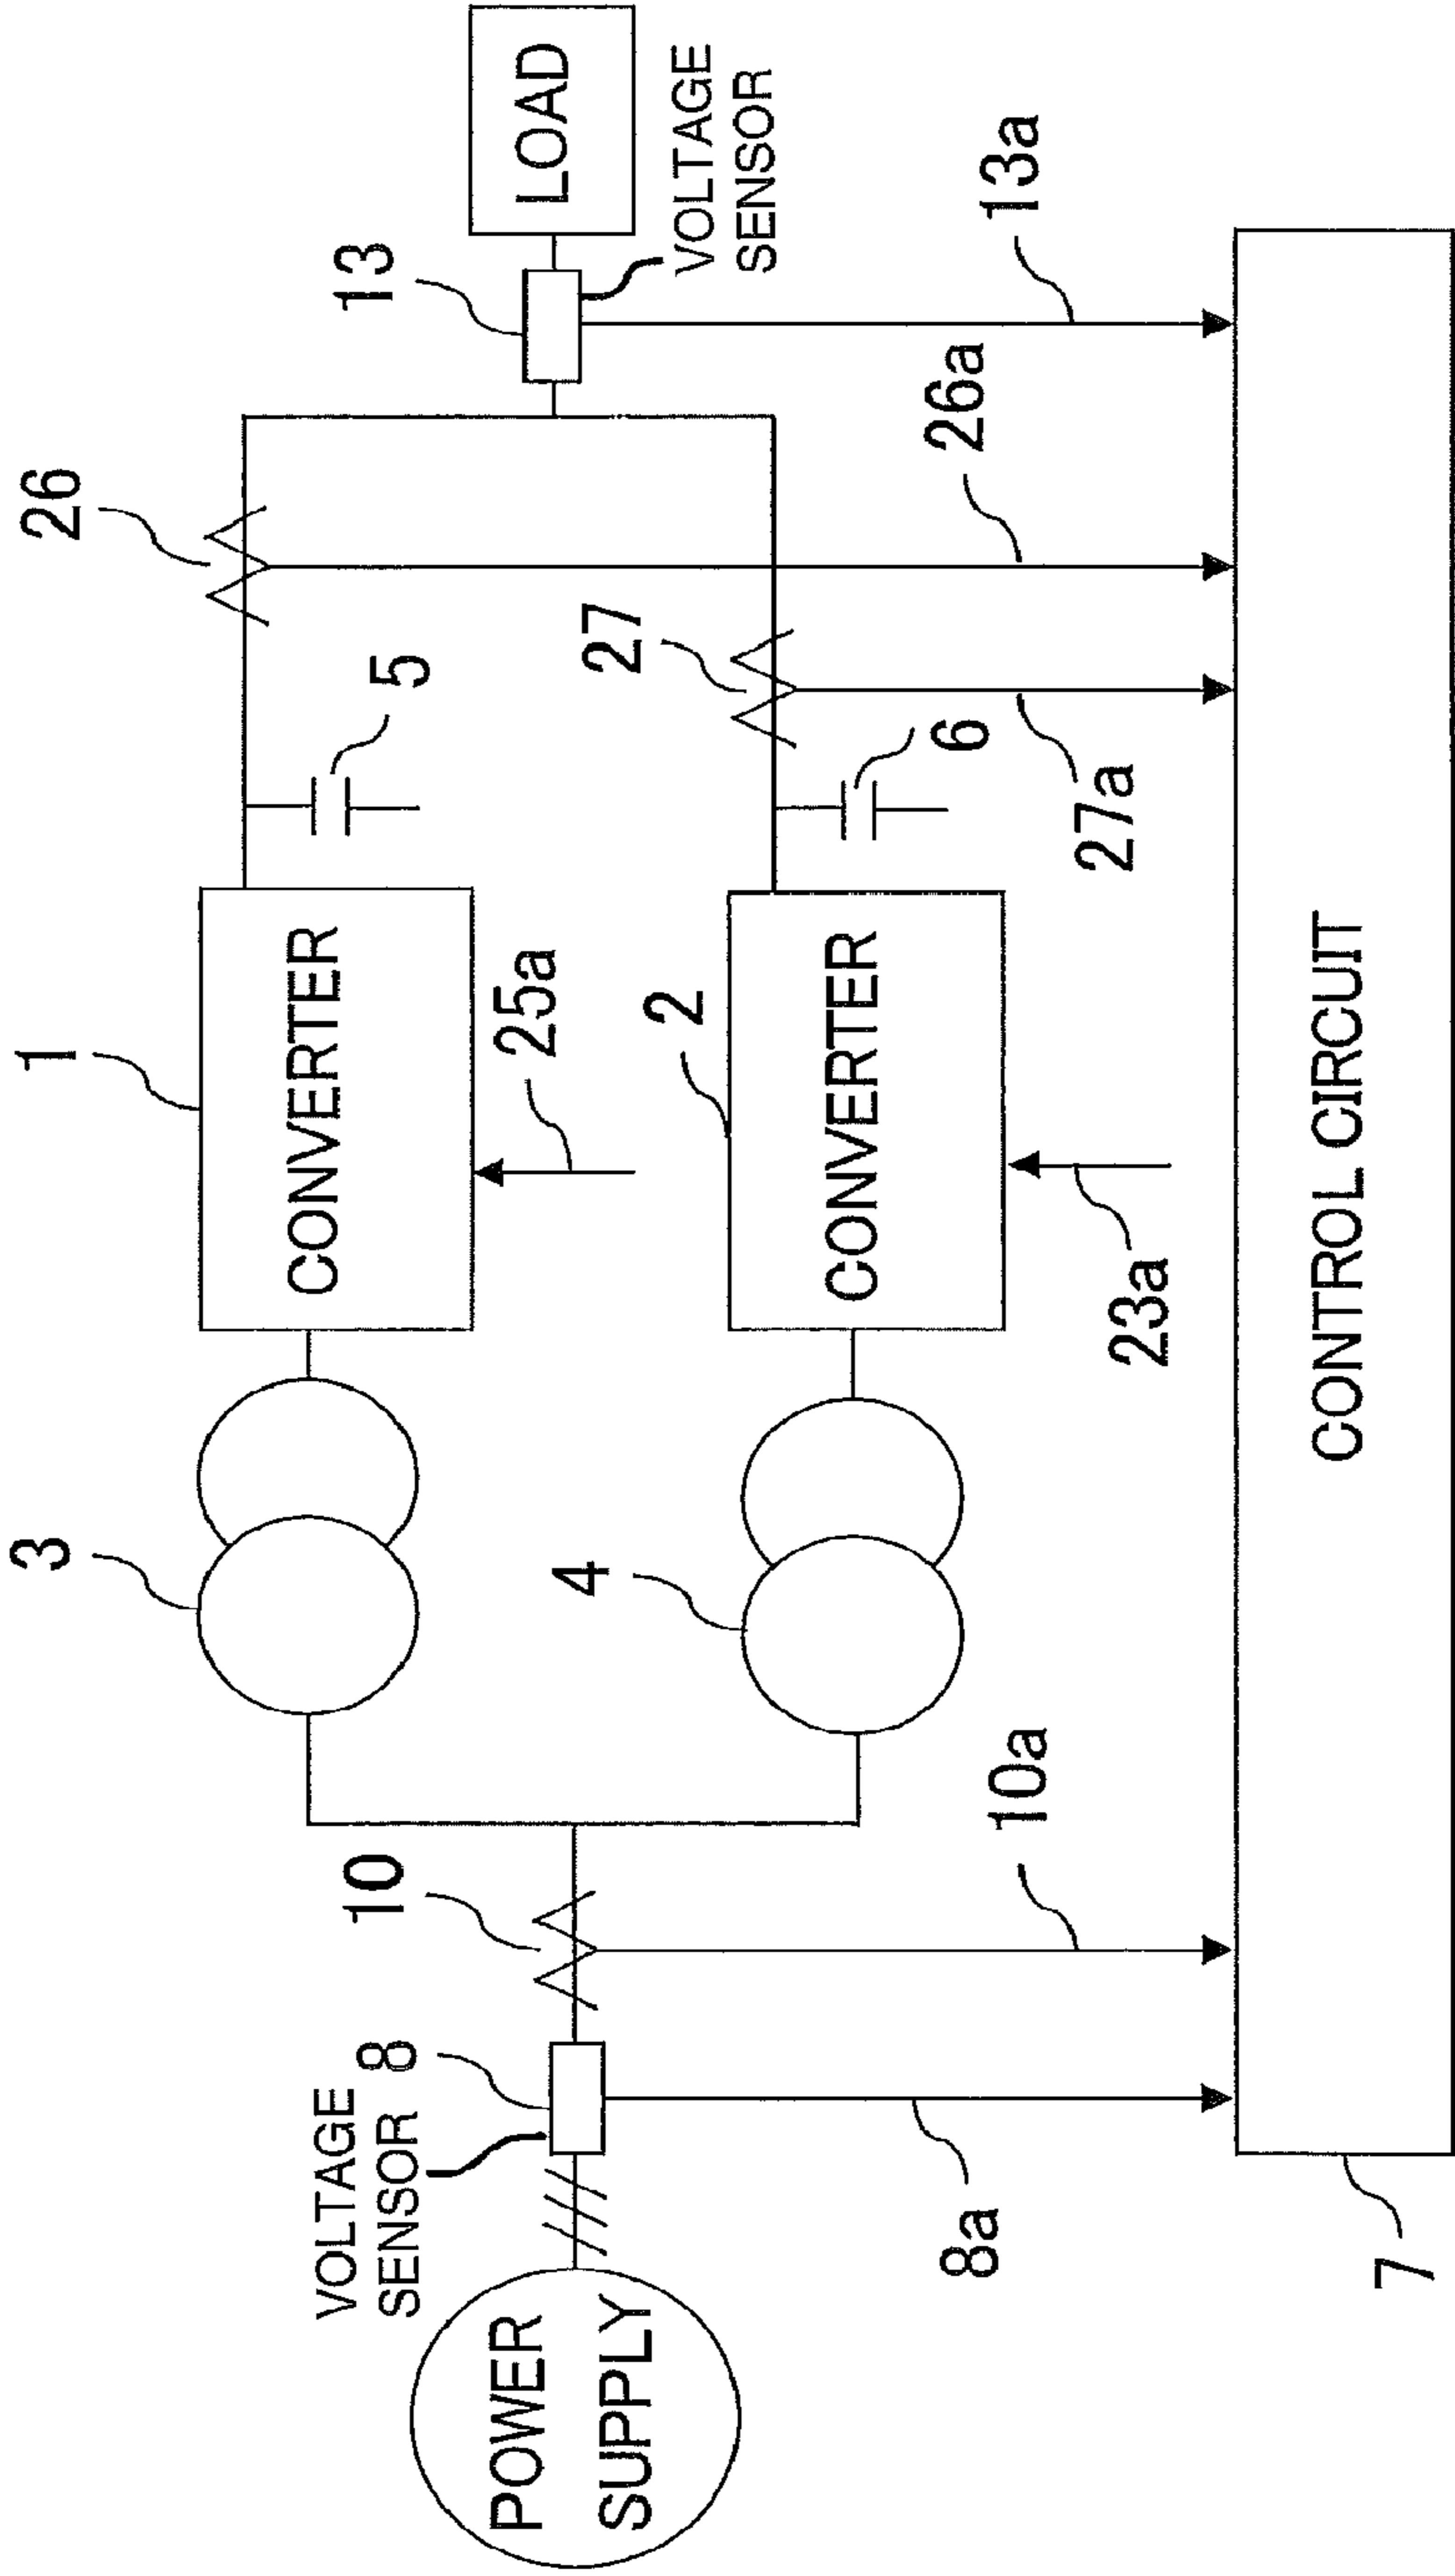 1
26
CONVERTER
25a
5
3
VOLTAGE
SENSOR
8
10
13
LOAD
VOLTAGE
SENSOR
POWER
SUPPLY
4
2
27
CONVERTER
6
23a
8a
10a
27a
26a
13a
7
CONTROL CIRCUIT